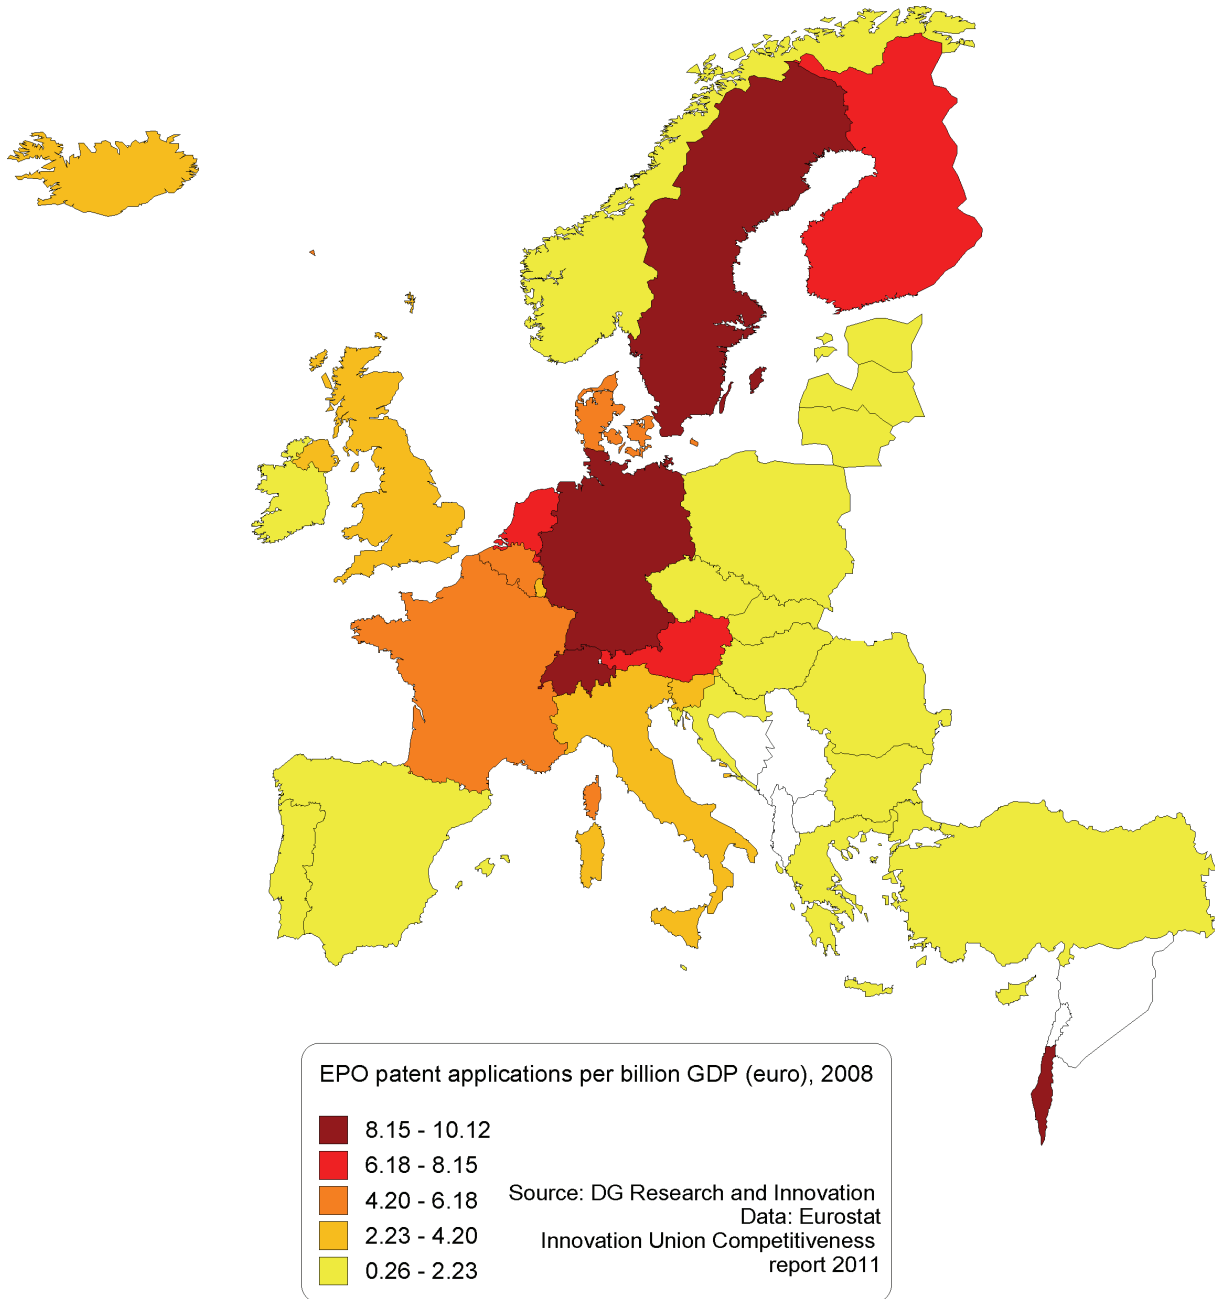 EPO patent applications per billion GDP (euro), 2008
8.15 - 10.12
6.18 - 8.15
4.20 - 6.18
2.23 - 4.20
0.26 - 2.23
Source: DG Research and Innovation
Data: Eurostat
Innovation Union Competitiveness
report 2011